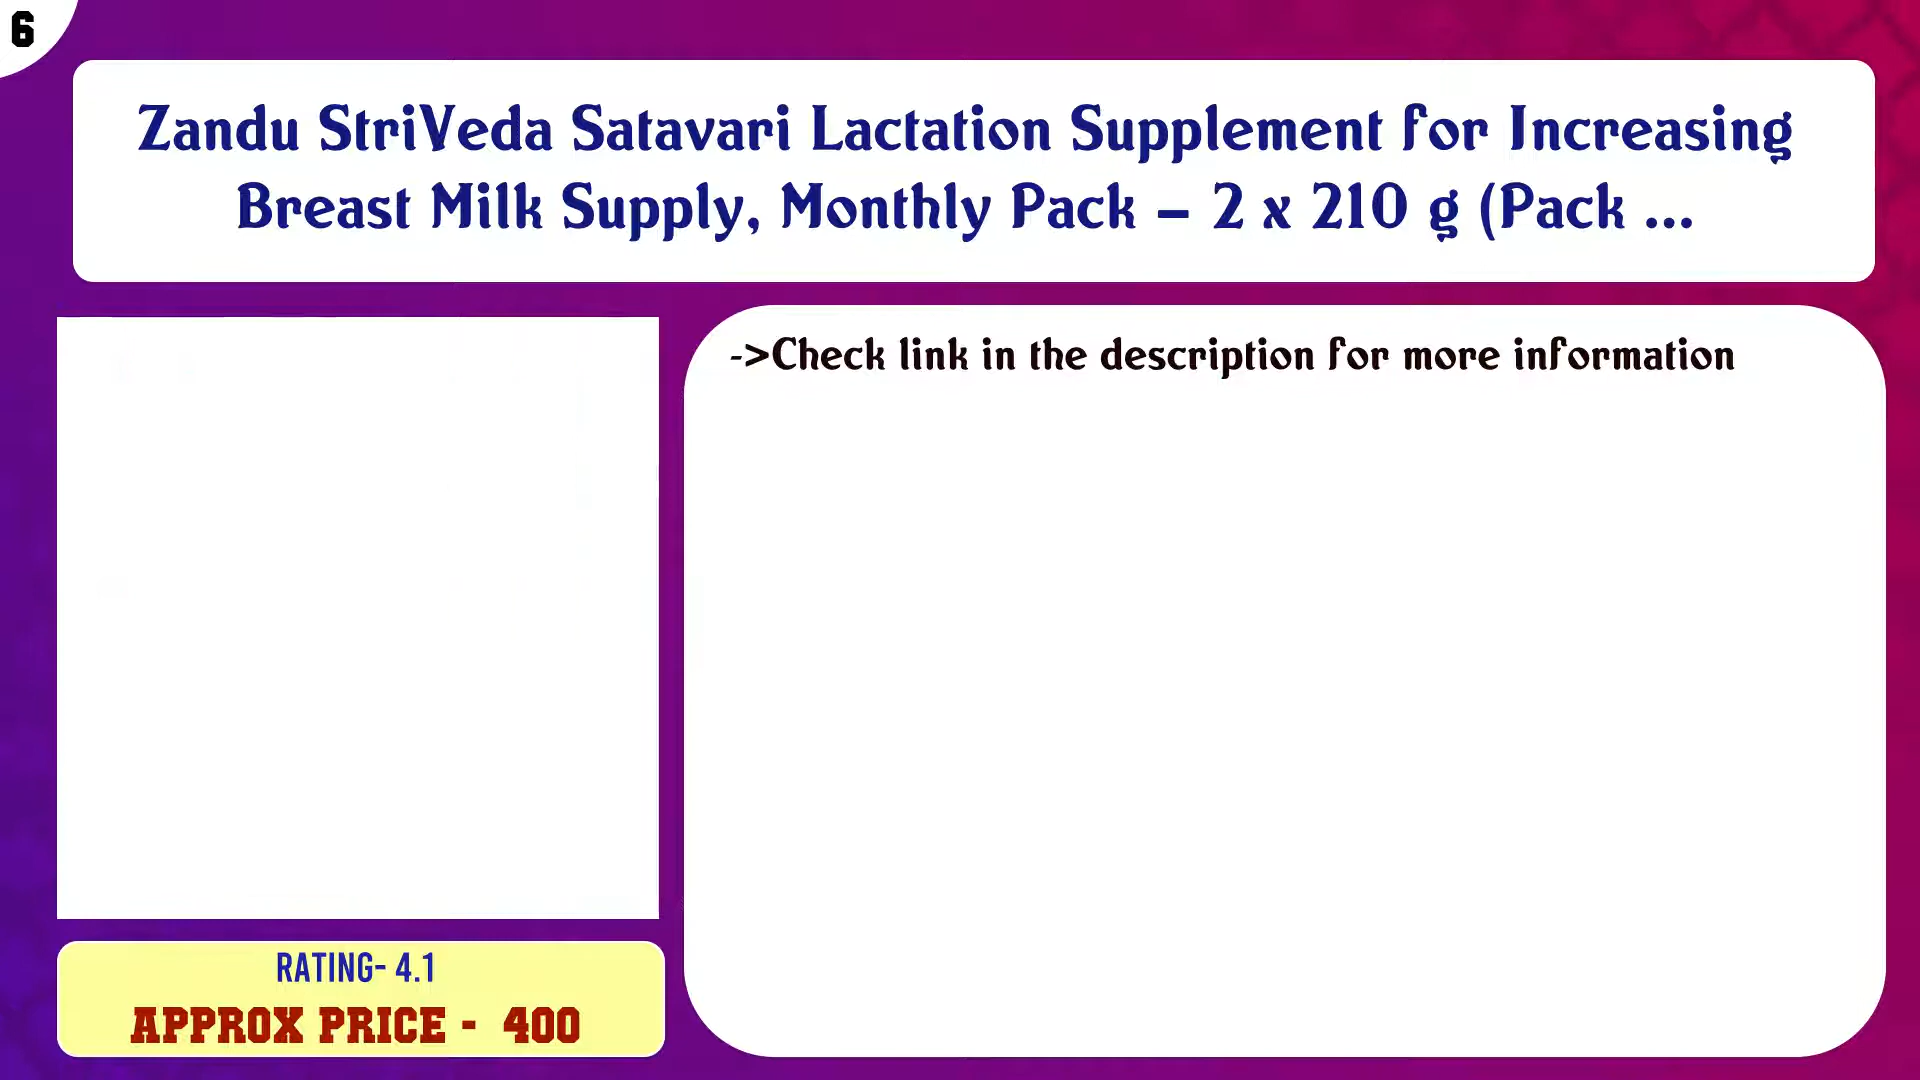 6
Zandu StriVeda Satavari Lactation Supplement for Increasing
Breast Milk Supply, Monthly Pack – 2 x 210 g (Pack ...
->Check link in the description for more information
RATING- 4.1
APPROX PRICE - 400